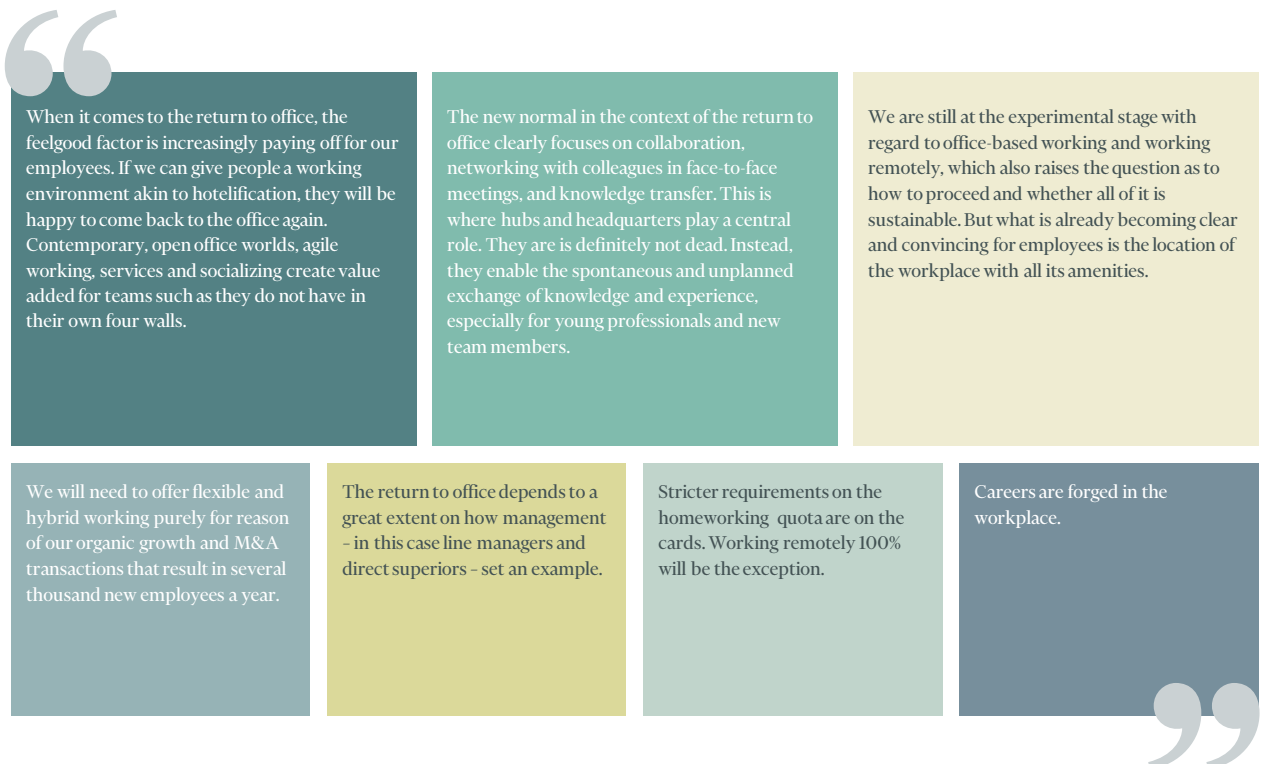 When it comes to the return to office, the
feelgood factor is increasingly paying off for our
employees. If we can give people a working
environment akin to hotelification, they will be
happy to come back to the office again.
Contemporary, open office worlds, agile
working, services and socializing create value
added for teams such as they do not have in
their own four walls.
The new normal in the context of the return to
office clearly focuses on collaboration,
networking with colleagues in face-to-face
meetings, and knowledge transfer. This is
where hubs and headquarters play a central
role. They are is definitely not dead. Instead,
they enable the spontaneous and unplanned
exchange of knowledge and experience,
especially for young professionals and new
team members.
We are still at the experimental stage with
regard to office-based working and working
remotely, which also raises the question as to
how to proceed and whether all of it is
sustainable. But what is already becoming clear
and convincing for employees is the location of
the workplace with all its amenities.
We will need to offer flexible and
hybrid working purely for reason
of our organic growth and M&A
transactions that result in several
thousand new employees a year.
The return to office depends to a
great extent on how management
– in this case line managers and
direct superiors – set an example.
Stricter requirements on the
homeworking quota are on the
cards. Working remotely 100%
will be the exception.
Careers are forged in the
workplace.